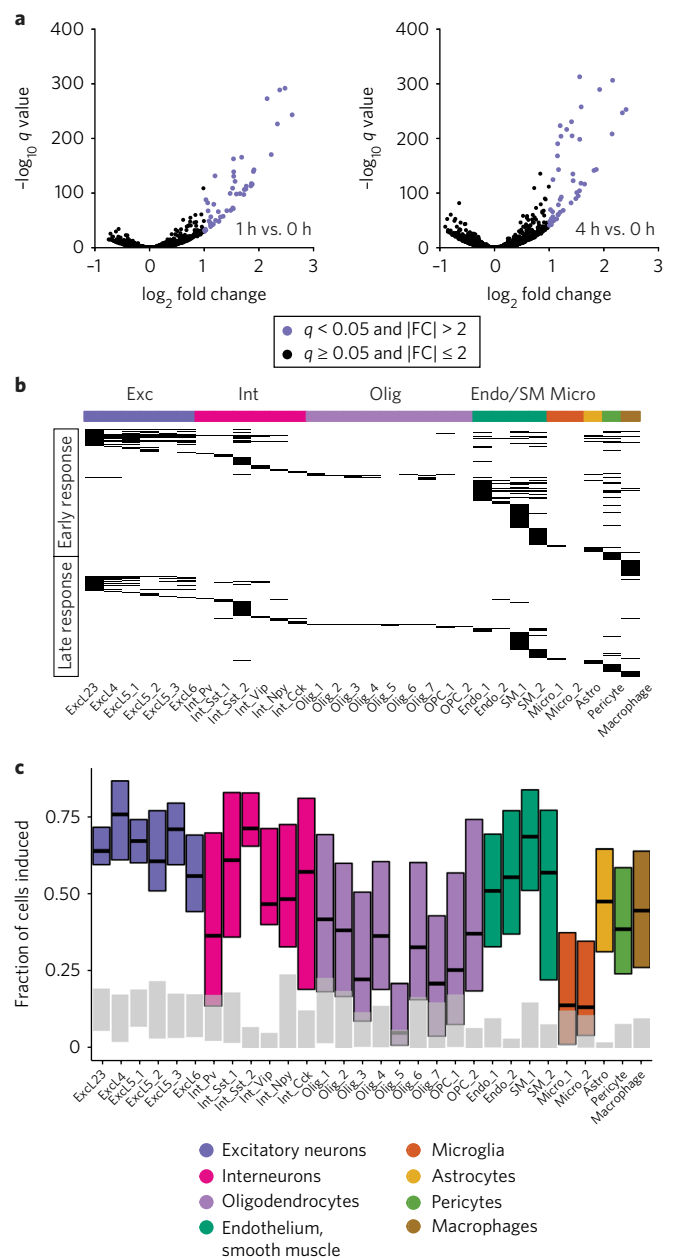 a
400
300
200
100
0
–log10 q value
1 h vs. 0 h
–1 0 1 2 3
log2 fold change
400
300
200
100
0
–log10 q value
4 h vs. 0 h
–1 0 1 2 3
log2 fold change
q < 0.05 and |FC| > 2
q ≥ 0.05 and |FC| ≤ 2
b
Exc Int Olig Endo/SM Micro
Early response
Late response
ExcL23 ExcL4 ExcL5_1 ExcL5_2 ExcL5_3 ExcL6 Int_Pv Int_Sst_1 Int_Sst_2 Int_Vip Int_Npy Int_Cck Olig_1 Olig_2 Olig_3 Olig_4 Olig_5 Olig_6 Olig_7 OPC_1 OPC_2 Endo_1 Endo_2 SM_1 SM_2 Micro_1 Micro_2 Astro Pericyte Macrophage
c
Fraction of cells induced
0.75
0.50
0.25
0
ExcL23 ExcL4 ExcL5_1 ExcL5_2 ExcL5_3 ExcL6 Int_Pv Int_Sst_1 Int_Sst_2 Int_Vip Int_Npy Int_Cck Olig_1 Olig_2 Olig_3 Olig_4 Olig_5 Olig_6 Olig_7 OPC_1 OPC_2 Endo_1 Endo_2 SM_1 SM_2 Micro_1 Micro_2 Astro Pericyte Macrophage
Excitatory neurons
Interneurons
Oligodendrocytes
Endothelium,
smooth muscle
Microglia
Astrocytes
Pericytes
Macrophages